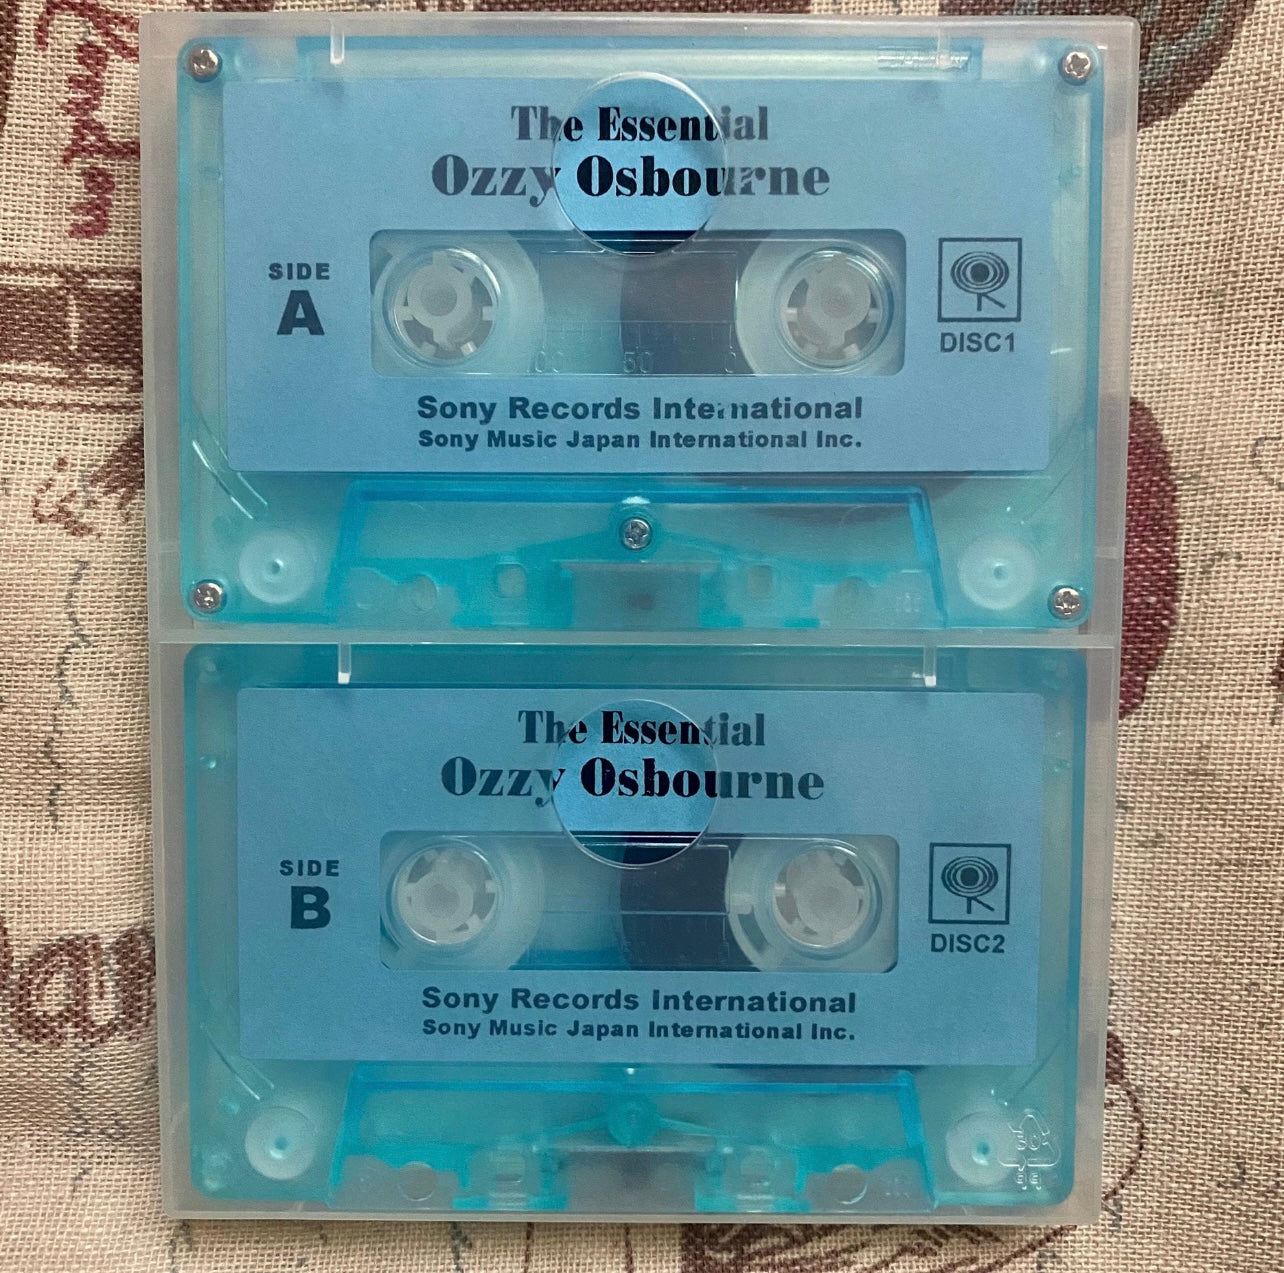 The Essential
Ozzy Osbourne
SIDE
A
DISC1
50
Sony Records International
Sony Music Japan International Inc.
The Essential
Ozzy Osbourne
SIDE
B
DISC2
Sony Records International
Sony Music Japan International Inc.